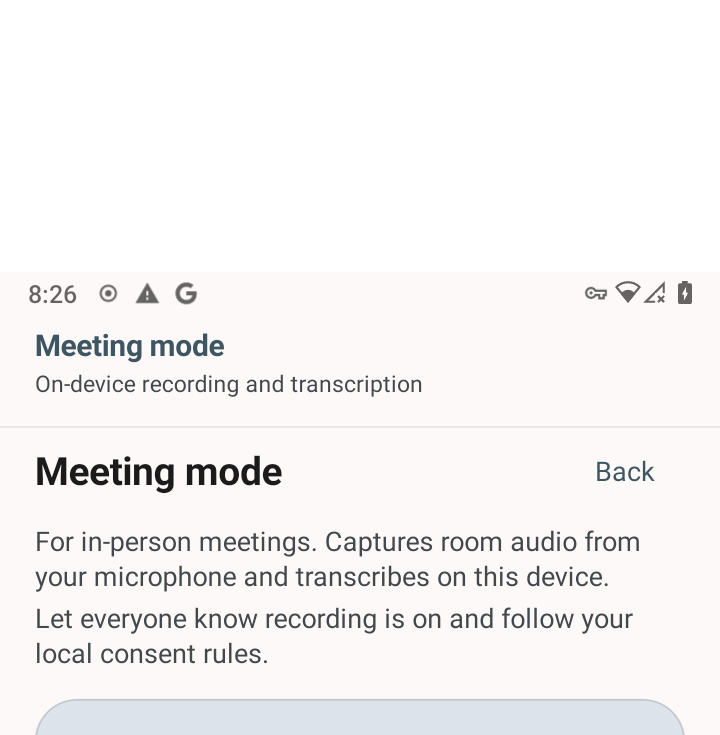 8:26
Meeting mode
On-device recording and transcription
Meeting mode
Back
For in-person meetings. Captures room audio from
your microphone and transcribes on this device.
Let everyone know recording is on and follow your
local consent rules.